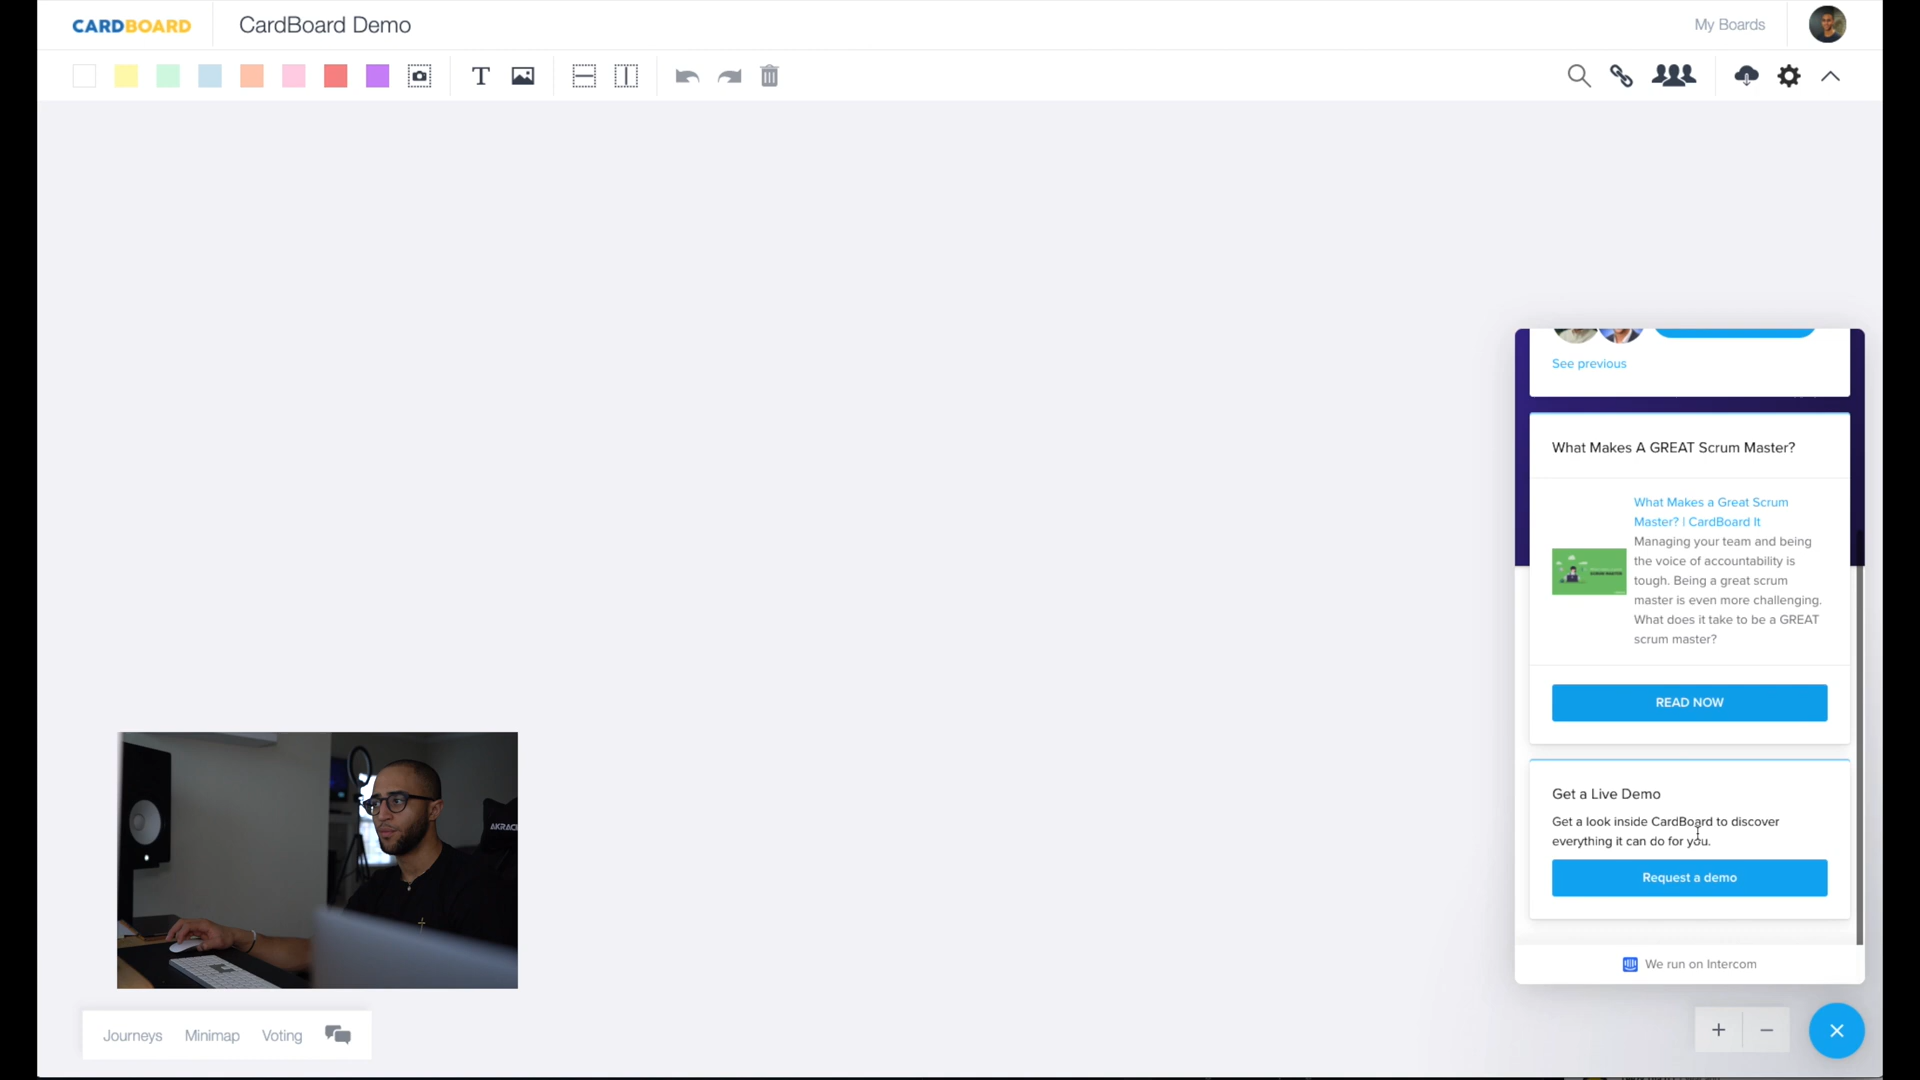 CARDBOARD
CardBoard Demo
My Boards
T
See previous
What Makes A GREAT Scrum Master?
What Makes a Great Scrum
Master? | CardBoard It
Managing your team and being
the voice of accountability is
tough. Being a great scrum
master is even more challenging.
What does it take to be a GREAT
scrum master?
READ NOW
Get a Live Demo
Get a look inside CardBoard to discover
everything it can do for you.
Request a demo
We run on Intercom
AKRACI
Journeys
Minimap
Voting